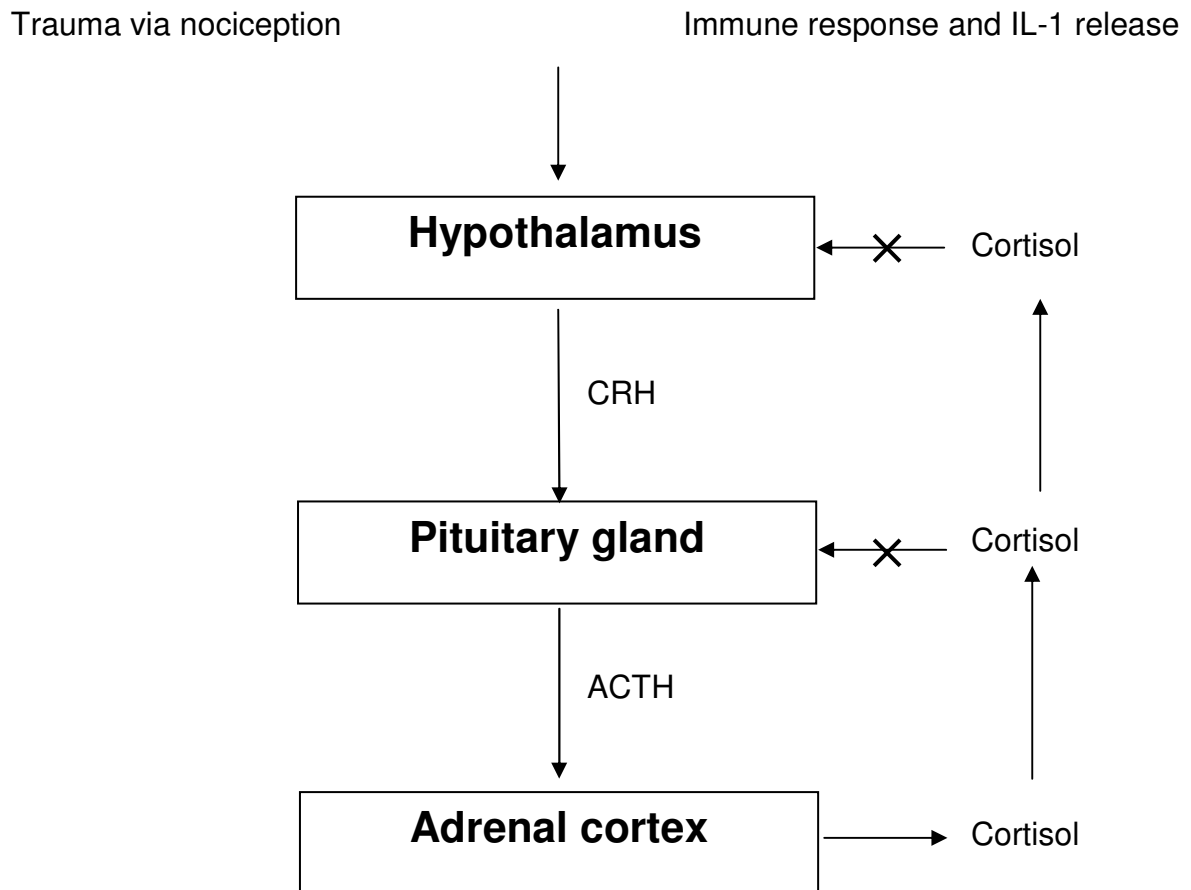 Trauma via nociception
Immune response and IL-1 release
Hypothalamus
Cortisol
CRH
Pituitary gland
Cortisol
ACTH
Adrenal cortex
Cortisol